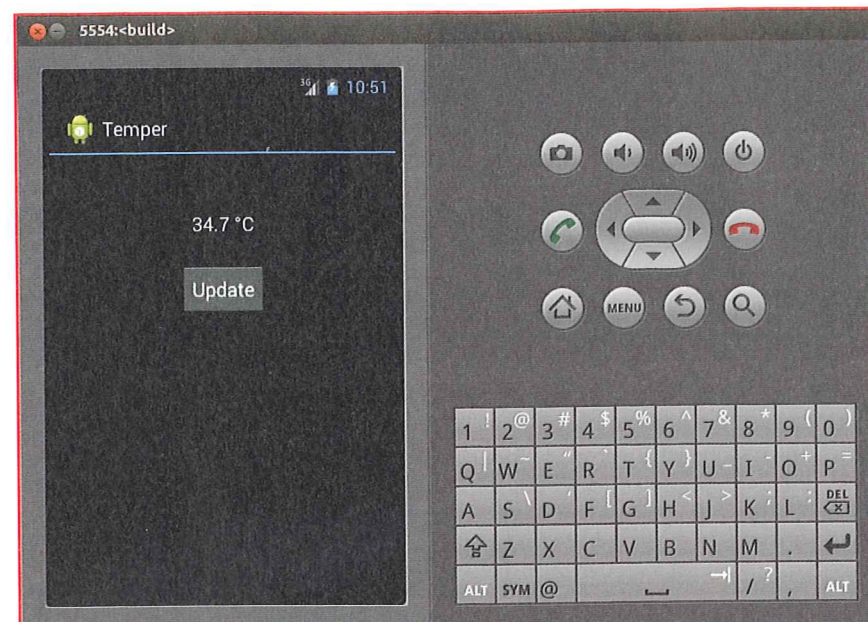 5554:<build>
3G 10:51
Temper
34.7 °C
Update
MENU
1 ! 2 @ 3 # 4 $ 5 % 6 ^ 7 & 8 * 9 ( 0 )
Q | W ~ E " R ` T { Y } U _ I - O + P =
A S \ D ' F [ G ] H < J > K ; L : DEL
Z X C V B N M .
ALT SYM @ / ? , ALT